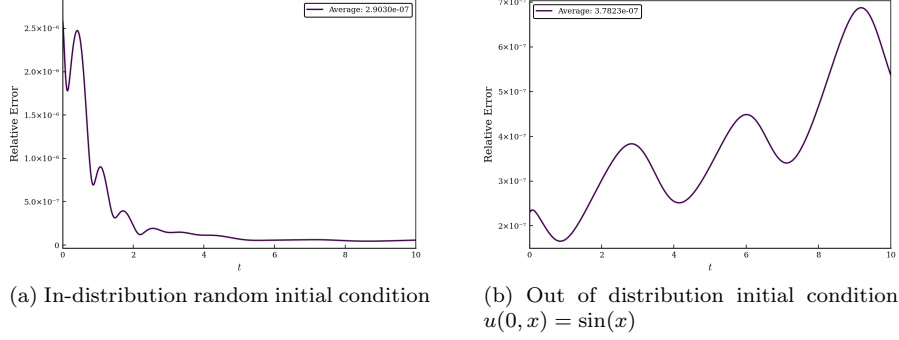 Average: 2.9030e-07
2.5×10⁻⁶
2.0×10⁻⁶
1.5×10⁻⁶
1.0×10⁻⁶
5.0×10⁻⁷
0
Relative Error
0 2 4 6 8 10
t
(a) In-distribution random initial condition
Average: 3.7823e-07
7×10⁻⁷
6×10⁻⁷
5×10⁻⁷
4×10⁻⁷
3×10⁻⁷
2×10⁻⁷
Relative Error
0 2 4 6 8 10
t
(b) Out of distribution initial condition
u(0, x) = sin(x)